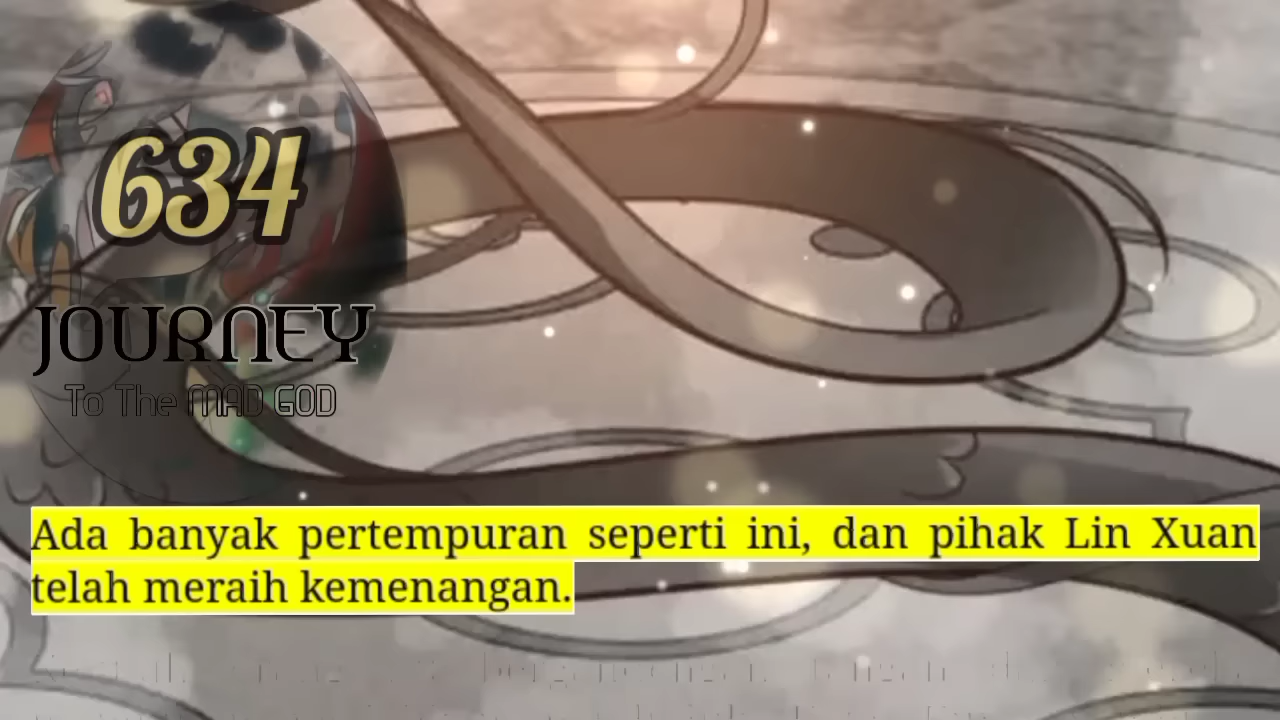 634
JOURNEY
To The MAD GOD
Ada banyak pertempuran seperti ini, dan pihak Lin Xuan
telah meraih kemenangan.